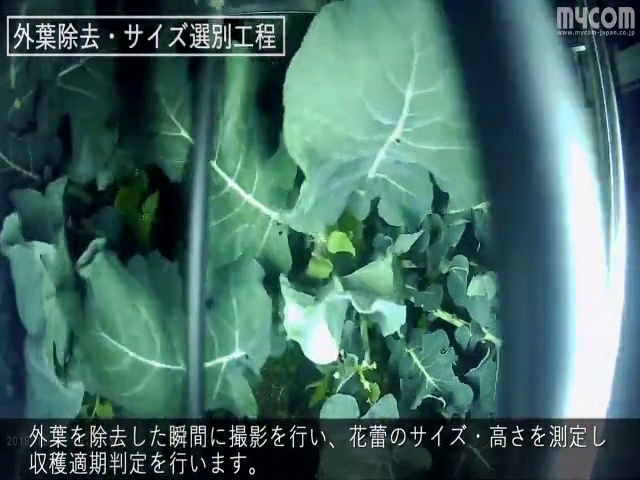 外葉除去・サイズ選別工程
mycom
www.mycom-japan.co.jp
外葉を除去した瞬間に撮影を行い、花蕾のサイズ・高さを測定し
収穫適期判定を行います。